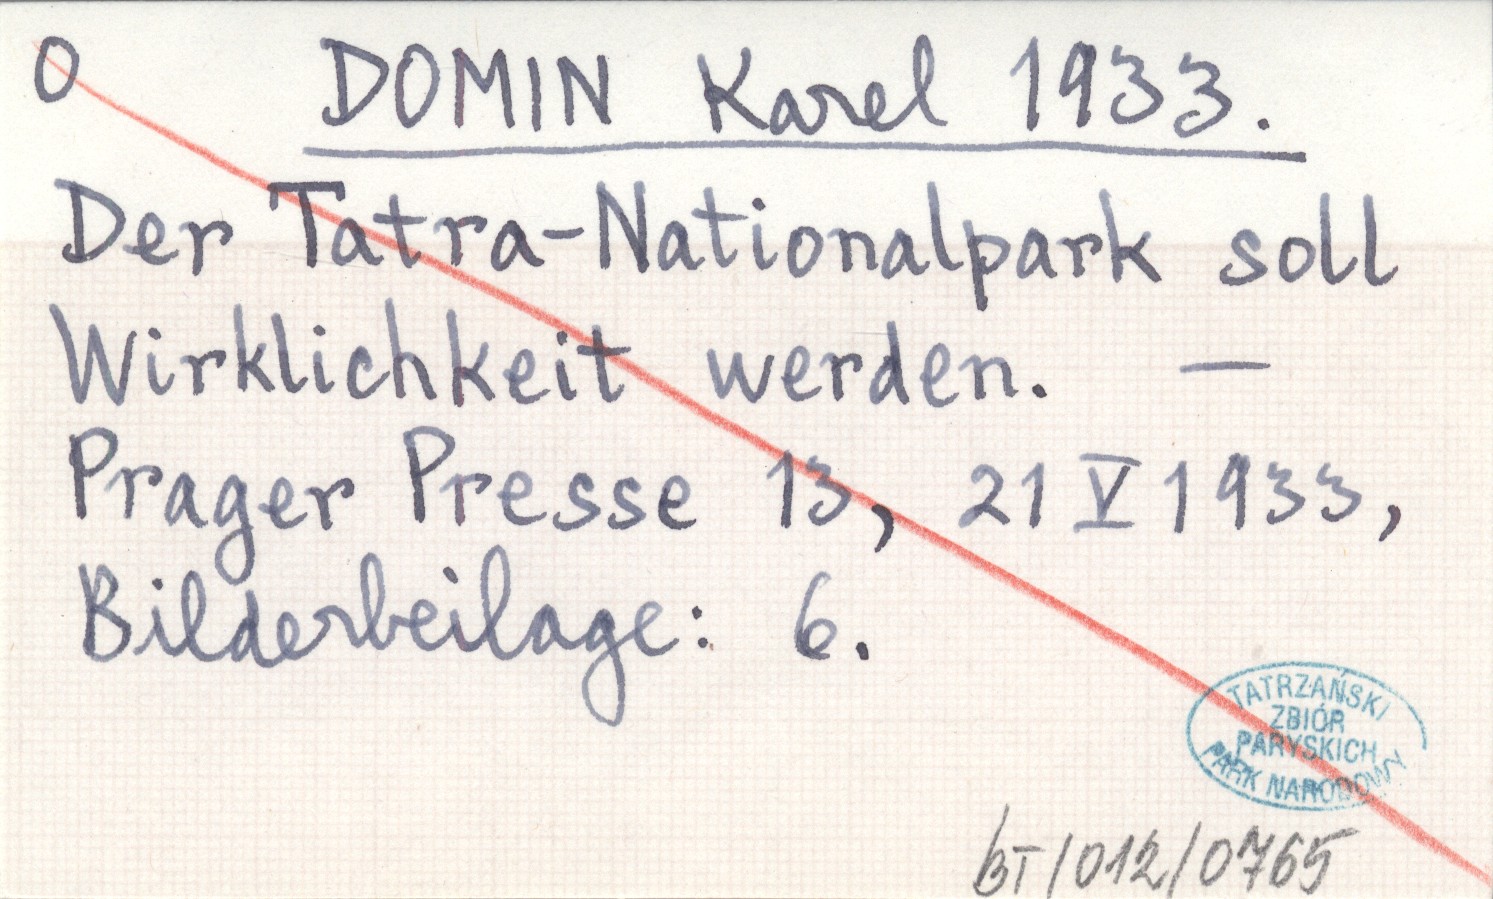 O DOMIN Karel 1933.
Der Tatra-Nationalpark soll
Wirklichkeit werden. —
Prager Presse 13, 21 V 1933,
Bilderbeilage: 6.
TATRZAŃSKI
ZBIÓR
PARYSKICH
PARK NARODOWY
BT/012/0765